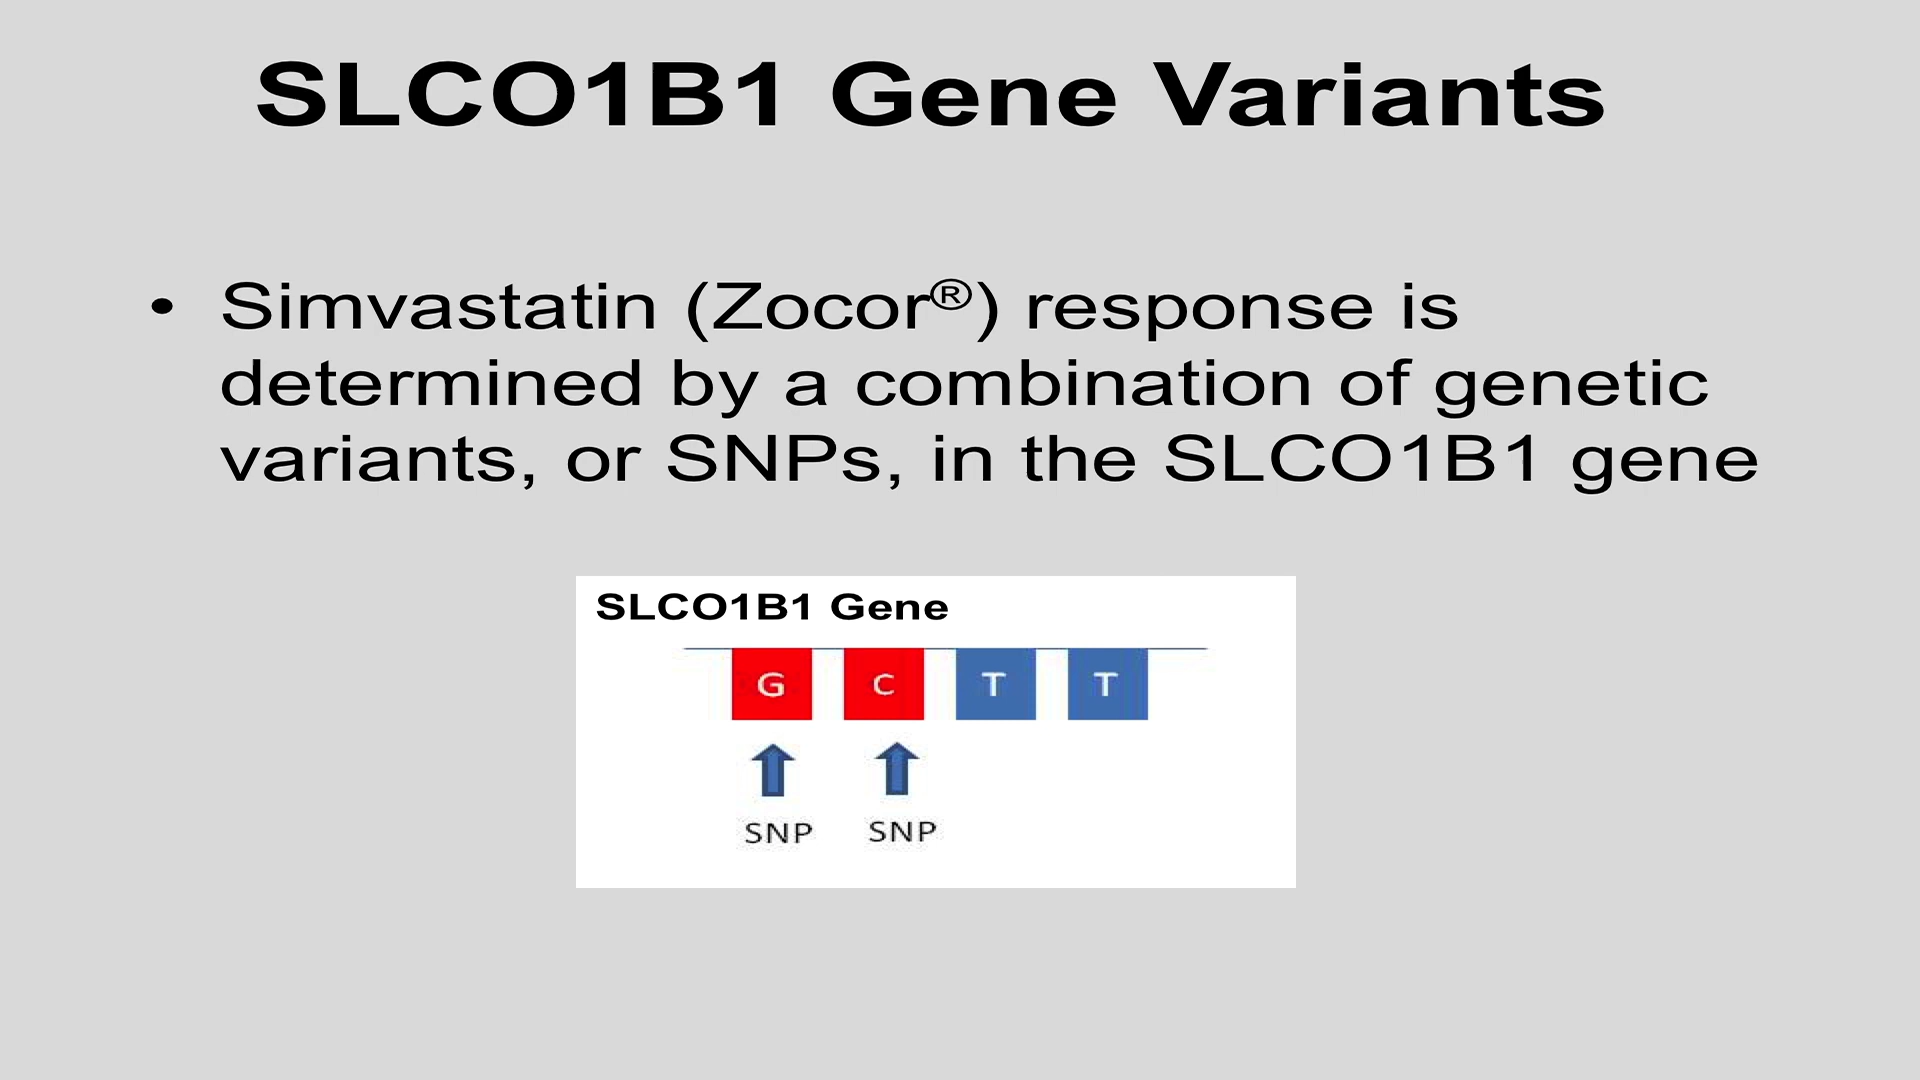 SLCO1B1 Gene Variants
• Simvastatin (Zocor®) response is
determined by a combination of genetic
variants, or SNPs, in the SLCO1B1 gene
SLCO1B1 Gene
G C T T
SNP SNP